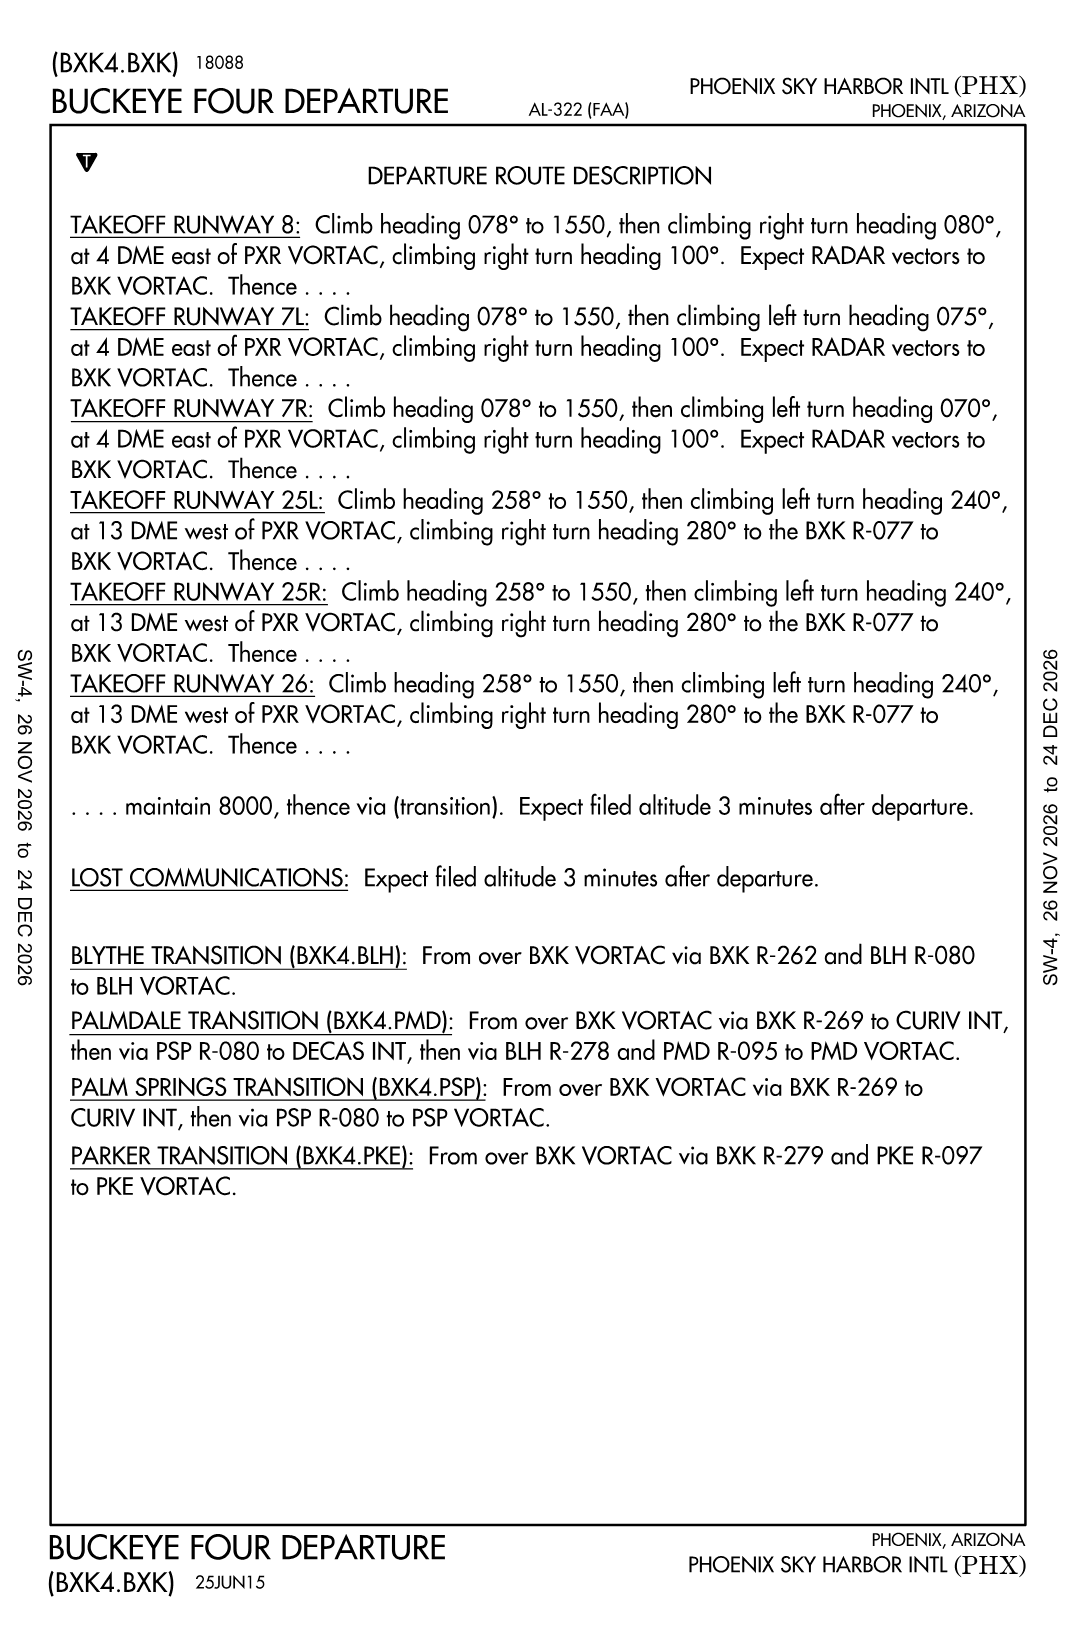 (BXK4.BXK) 18088
BUCKEYE FOUR DEPARTURE
AL-322 (FAA)
PHOENIX SKY HARBOR INTL (PHX)
PHOENIX, ARIZONA
T
DEPARTURE ROUTE DESCRIPTION
TAKEOFF RUNWAY 8: Climb heading 078° to 1550, then climbing right turn heading 080°,
at 4 DME east of PXR VORTAC, climbing right turn heading 100°. Expect RADAR vectors to
BXK VORTAC. Thence . . . .
TAKEOFF RUNWAY 7L: Climb heading 078° to 1550, then climbing left turn heading 075°,
at 4 DME east of PXR VORTAC, climbing right turn heading 100°. Expect RADAR vectors to
BXK VORTAC. Thence . . . .
TAKEOFF RUNWAY 7R: Climb heading 078° to 1550, then climbing left turn heading 070°,
at 4 DME east of PXR VORTAC, climbing right turn heading 100°. Expect RADAR vectors to
BXK VORTAC. Thence . . . .
TAKEOFF RUNWAY 25L: Climb heading 258° to 1550, then climbing left turn heading 240°,
at 13 DME west of PXR VORTAC, climbing right turn heading 280° to the BXK R-077 to
BXK VORTAC. Thence . . . .
TAKEOFF RUNWAY 25R: Climb heading 258° to 1550, then climbing left turn heading 240°,
at 13 DME west of PXR VORTAC, climbing right turn heading 280° to the BXK R-077 to
BXK VORTAC. Thence . . . .
TAKEOFF RUNWAY 26: Climb heading 258° to 1550, then climbing left turn heading 240°,
at 13 DME west of PXR VORTAC, climbing right turn heading 280° to the BXK R-077 to
BXK VORTAC. Thence . . . .
. . . . maintain 8000, thence via (transition). Expect filed altitude 3 minutes after departure.
LOST COMMUNICATIONS: Expect filed altitude 3 minutes after departure.
BLYTHE TRANSITION (BXK4.BLH): From over BXK VORTAC via BXK R-262 and BLH R-080
to BLH VORTAC.
PALMDALE TRANSITION (BXK4.PMD): From over BXK VORTAC via BXK R-269 to CURIV INT,
then via PSP R-080 to DECAS INT, then via BLH R-278 and PMD R-095 to PMD VORTAC.
PALM SPRINGS TRANSITION (BXK4.PSP): From over BXK VORTAC via BXK R-269 to
CURIV INT, then via PSP R-080 to PSP VORTAC.
PARKER TRANSITION (BXK4.PKE): From over BXK VORTAC via BXK R-279 and PKE R-097
to PKE VORTAC.
SW-4, 26 NOV 2026 to 24 DEC 2026
SW-4, 26 NOV 2026 to 24 DEC 2026
BUCKEYE FOUR DEPARTURE
(BXK4.BXK) 25JUN15
PHOENIX, ARIZONA
PHOENIX SKY HARBOR INTL (PHX)